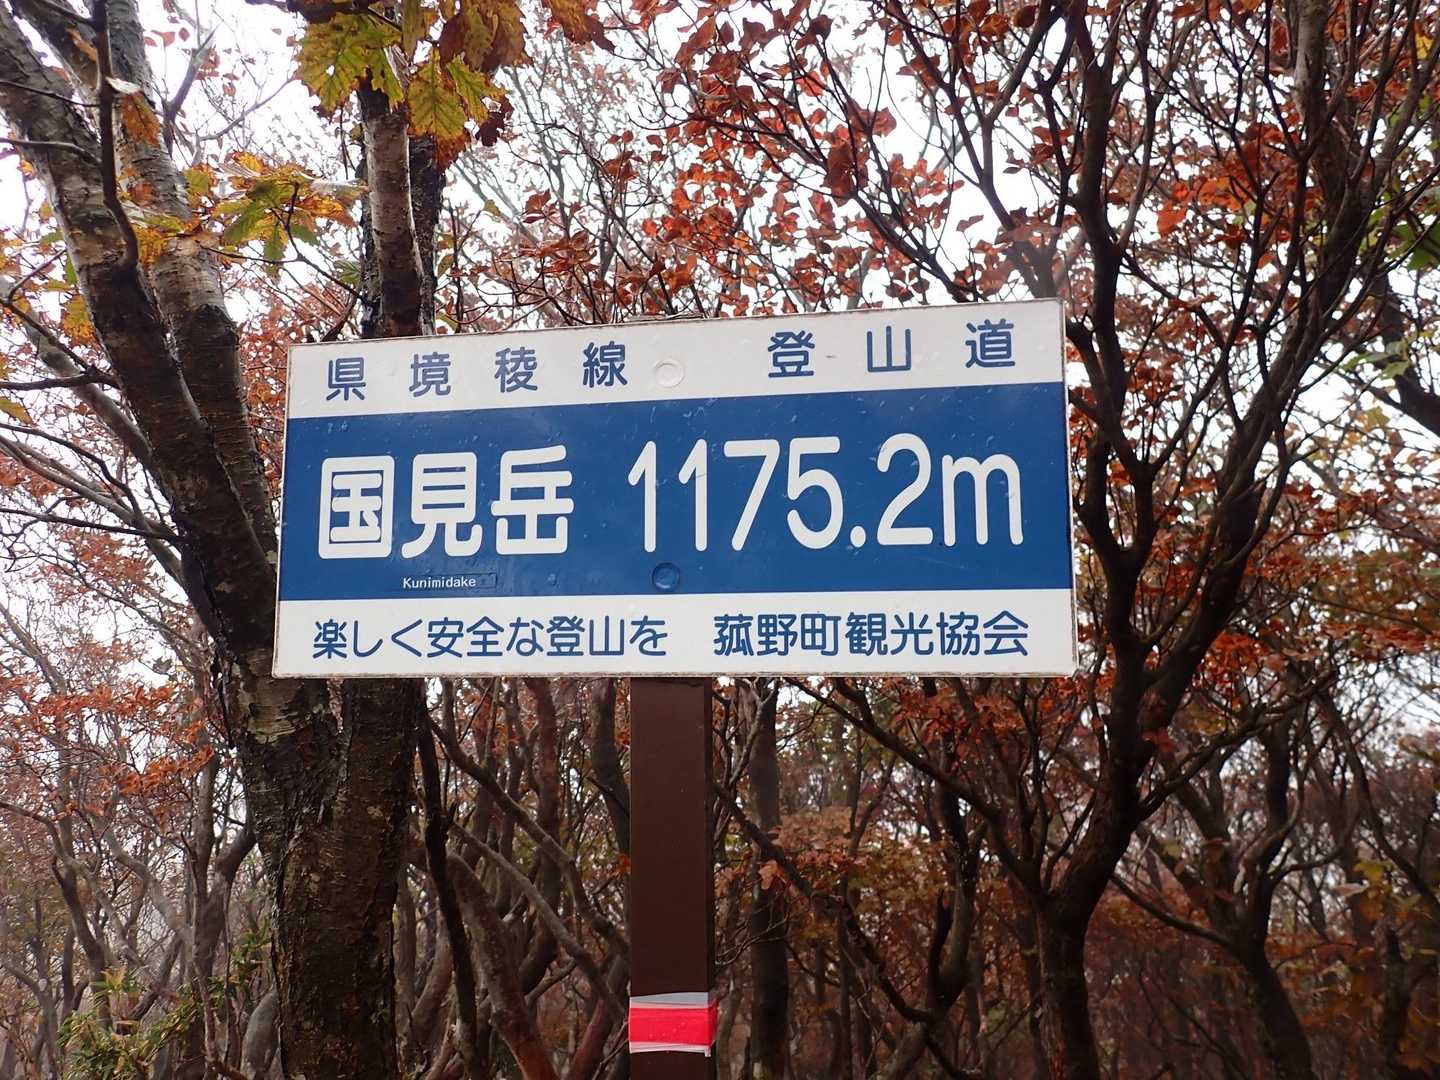 県境稜線 登山道
国見岳 1175.2m
Kunimidake
楽しく安全な登山を 菰野町観光協会